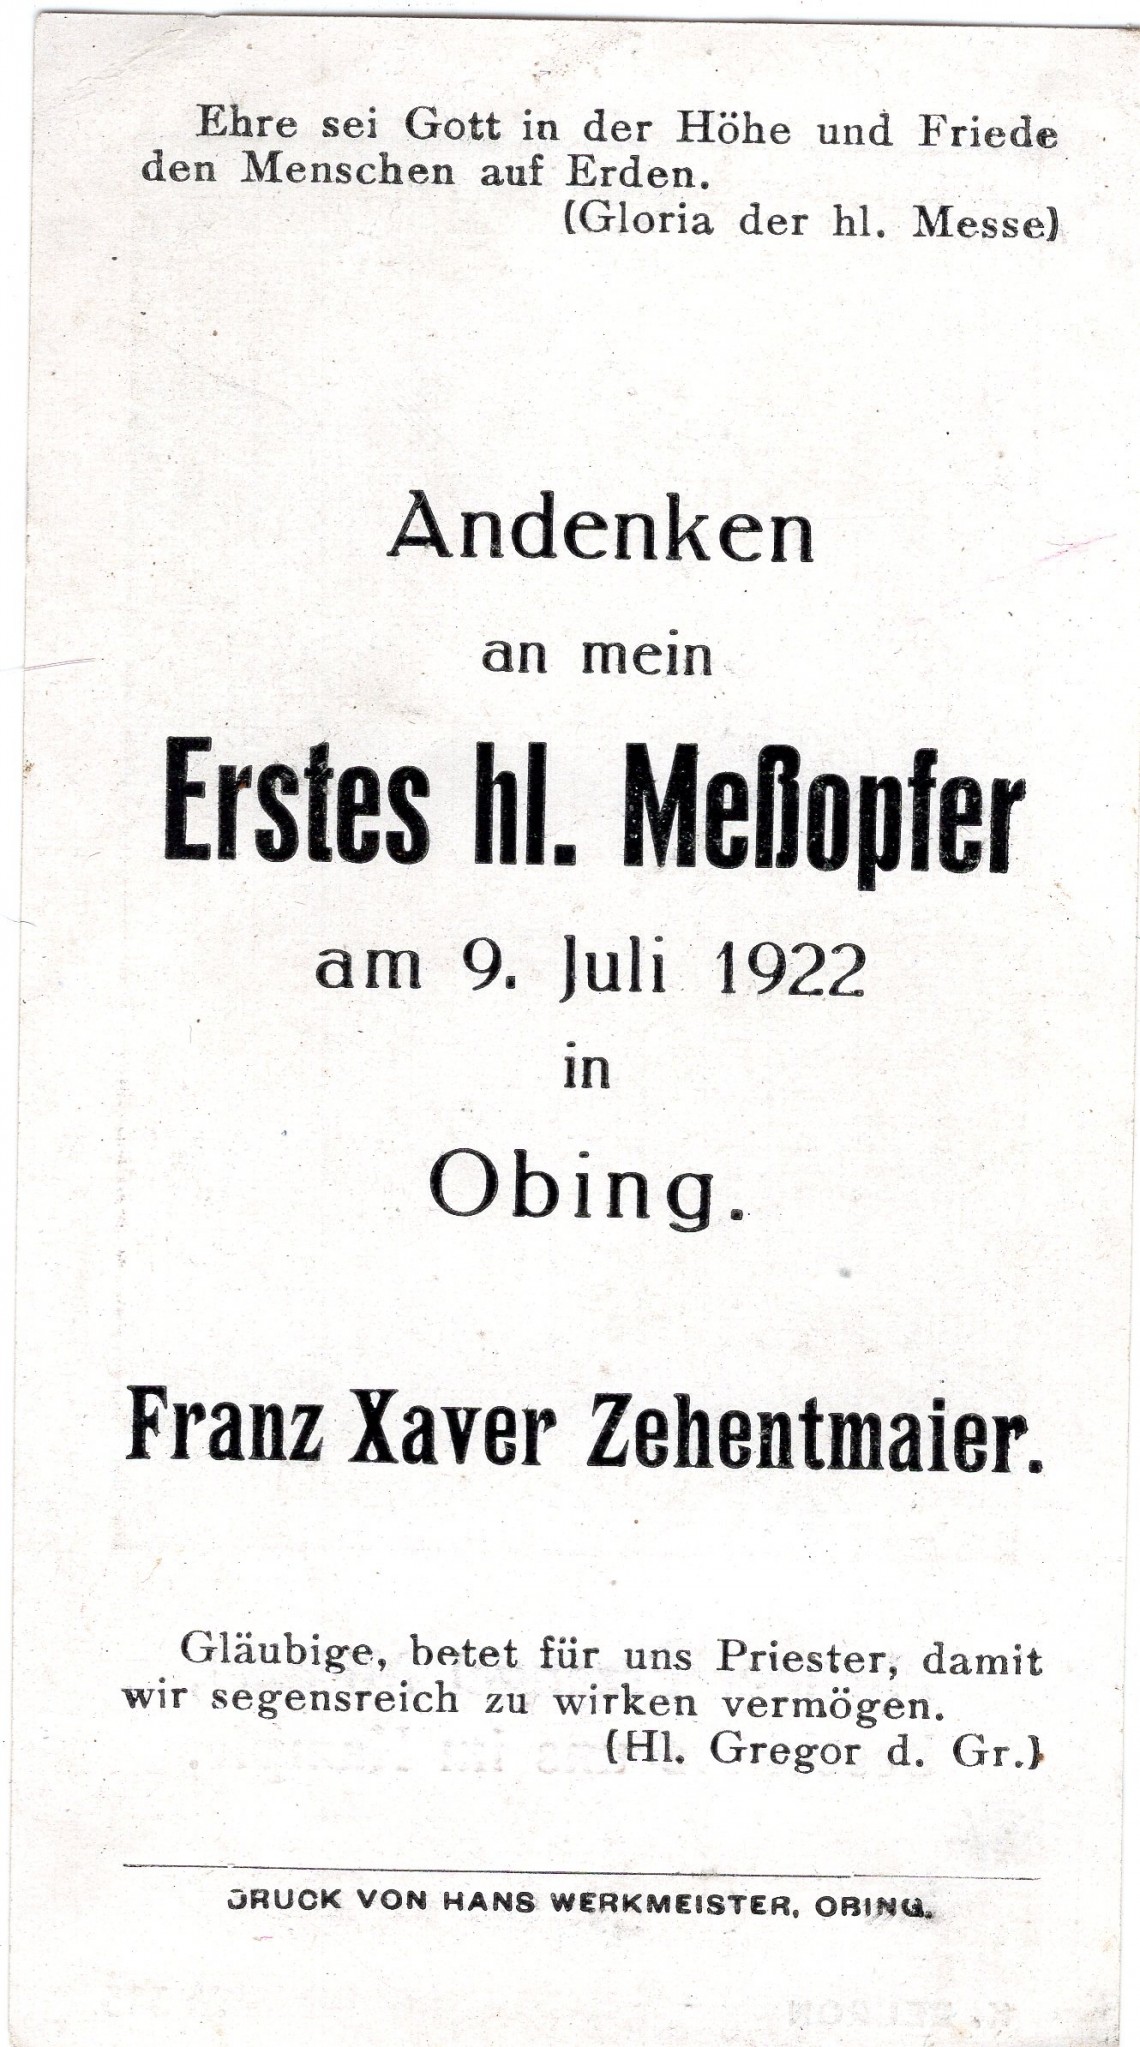 Ehre sei Gott in der Höhe und Friede
den Menschen auf Erden.
(Gloria der hl. Messe)
Andenken
an mein
Erstes hl. Meßopfer
am 9. Juli 1922
in
Obing.
Franz Xaver Zehentmaier.
Gläubige, betet für uns Priester, damit
wir segensreich zu wirken vermögen.
(Hl. Gregor d. Gr.)
DRUCK VON HANS WERKMEISTER, OBING.